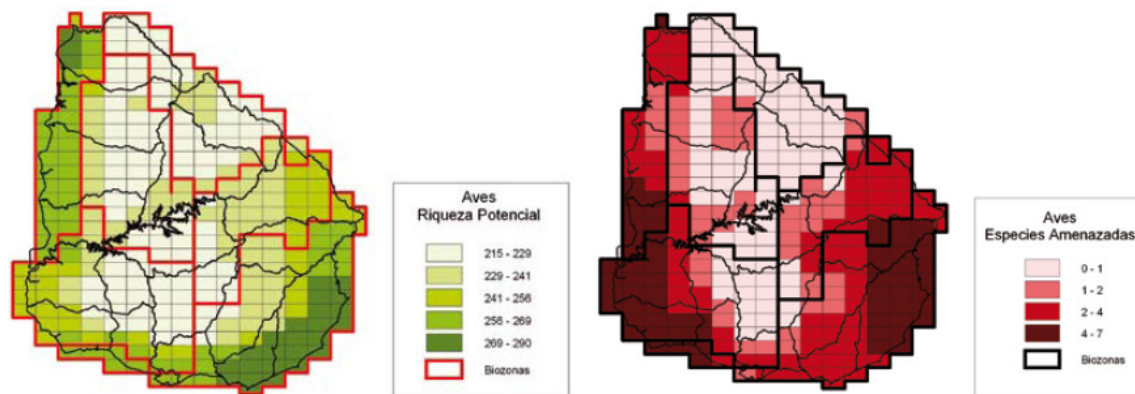 Aves
Riqueza Potencial
215 - 229
229 - 241
241 - 256
256 - 269
269 - 290
Biozonas
Aves
Especies Amenazadas
0 - 1
1 - 2
2 - 4
4 - 7
Biozonas